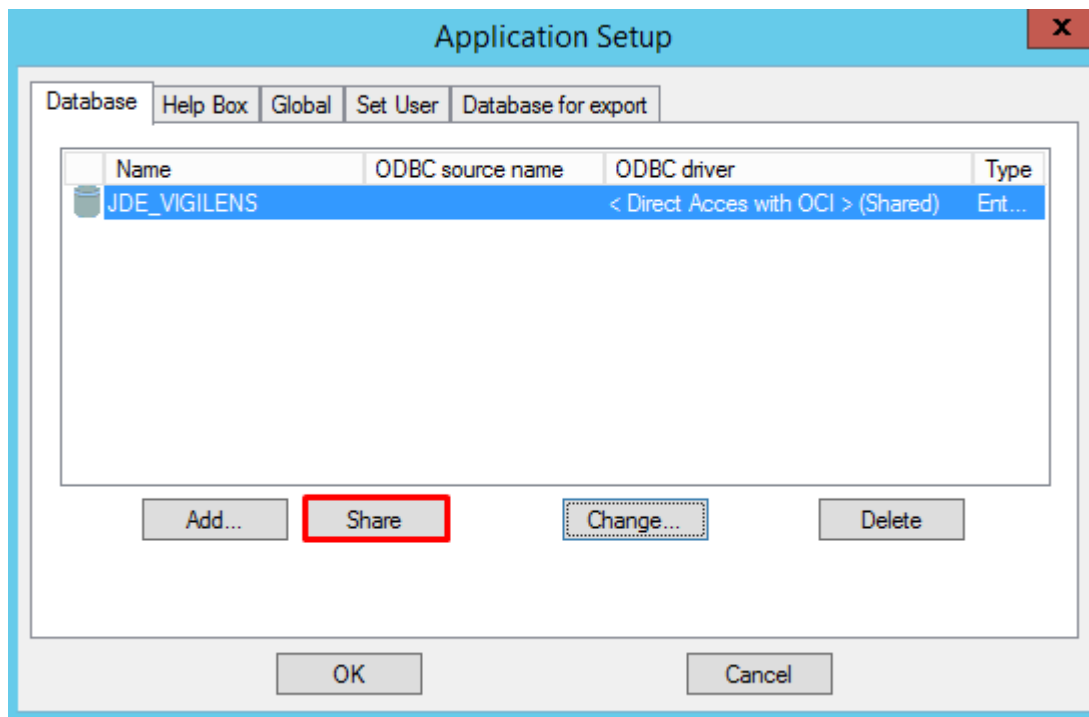 Application Setup x
Database Help Box Global Set User Database for export
Name ODBC source name ODBC driver Type
JDE_VIGILENS < Direct Acces with OCI > (Shared) Ent...
Add... Share Change... Delete
OK Cancel